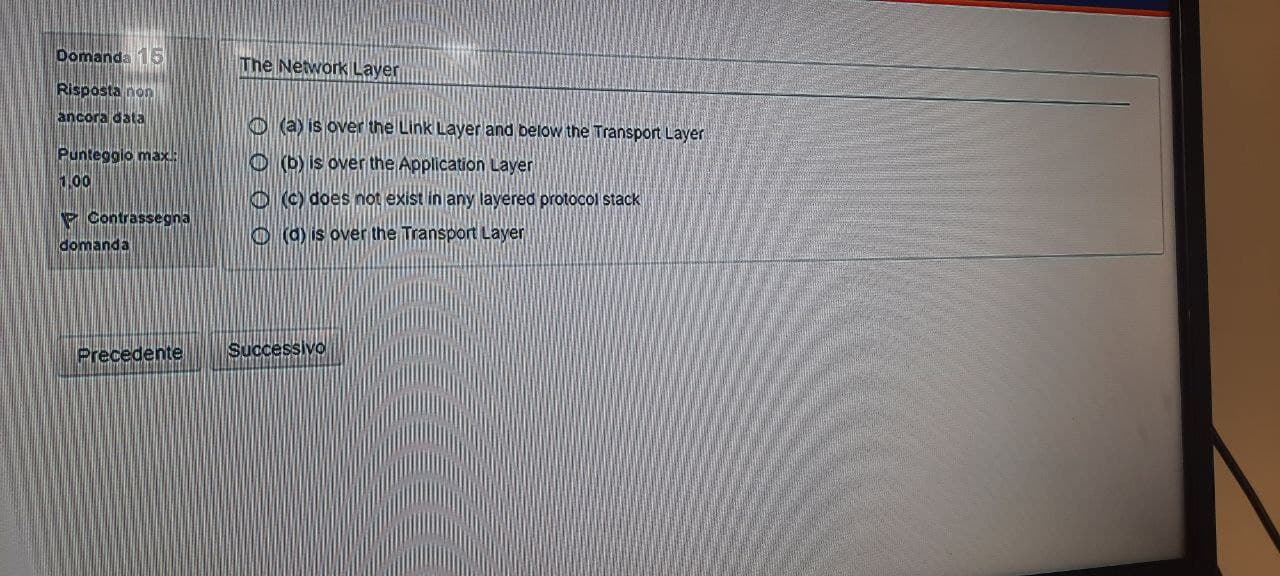 Domanda 15
Risposta non
ancora data
Punteggio max.:
1,00
Contrassegna
domanda
The Network Layer
(a) is over the Link Layer and below the Transport Layer
(b) is over the Application Layer
(c) does not exist in any layered protocol stack
(d) is over the Transport Layer
Precedente
Successivo